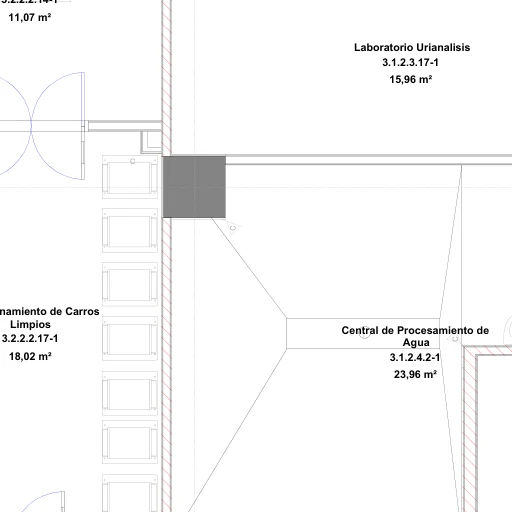 11,07 m²
Laboratorio Urianalisis
3.1.2.3.17-1
15,96 m²
namiento de Carros
Limpios
3.2.2.2.17-1
18,02 m²
Central de Procesamiento de
Agua
3.1.2.4.2-1
23,96 m²